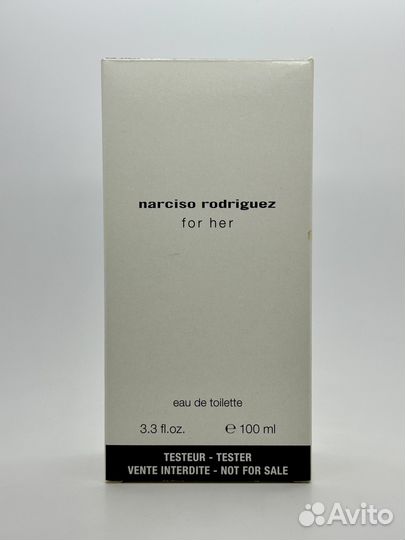 narciso rodriguez
for her
eau de toilette
3.3 fl.oz. ℮ 100 ml
TESTEUR - TESTER
VENTE INTERDITE - NOT FOR SALE
Avito